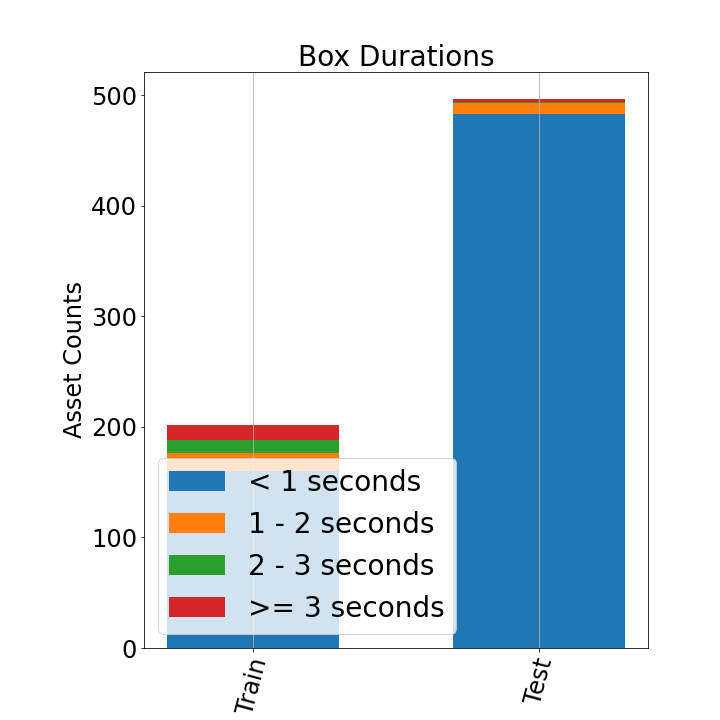 Box Durations
Asset Counts
500
400
300
200
100
0
< 1 seconds
1 - 2 seconds
2 - 3 seconds
>= 3 seconds
Train
Test